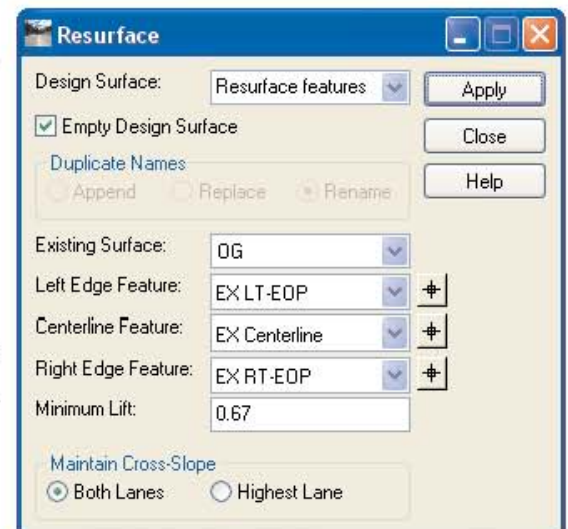 Resurface
Design Surface: Resurface features Apply
Empty Design Surface Close
Duplicate Names
Append Replace Rename Help
Existing Surface: OG
Left Edge Feature: EX LT-EOP
Centerline Feature: EX Centerline
Right Edge Feature: EX RT-EOP
Minimum Lift: 0.67
Maintain Cross-Slope
Both Lanes Highest Lane